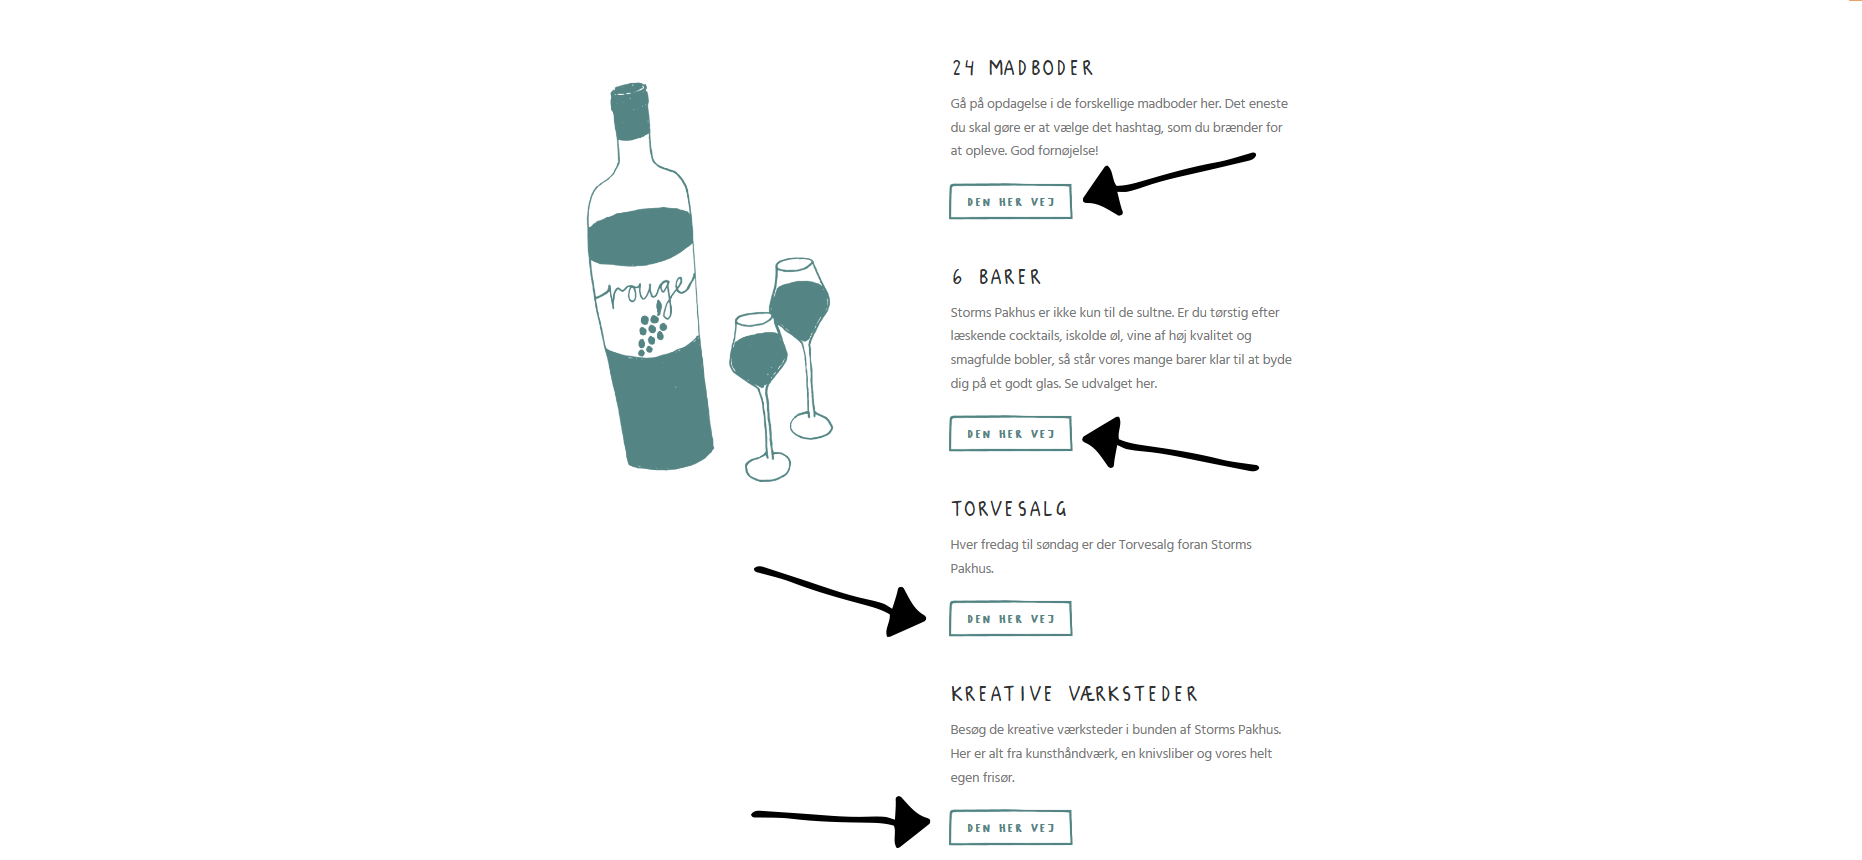 rouge
24 MADBODER
Gå på opdagelse i de forskellige madboder her. Det eneste
du skal gøre er at vælge det hashtag, som du brænder for
at opleve. God fornøjelse!
DEN HER VEJ
6 BARER
Storms Pakhus er ikke kun til de sultne. Er du tørstig efter
læskende cocktails, iskolde øl, vine af høj kvalitet og
smagfulde bobler, så står vores mange barer klar til at byde
dig på et godt glas. Se udvalget her.
DEN HER VEJ
TORVESALG
Hver fredag til søndag er der Torvesalg foran Storms
Pakhus.
DEN HER VEJ
KREATIVE VÆRKSTEDER
Besøg de kreative værksteder i bunden af Storms Pakhus.
Her er alt fra kunsthåndværk, en knivsliber og vores helt
egen frisør.
DEN HER VEJ